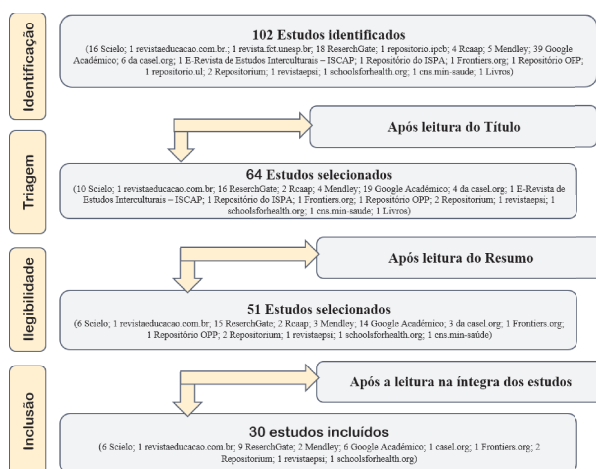 Identificação
102 Estudos identificados
(16 Scielo; 1 revistaeducacao.com.br.; 1 revista.fct.unesp.br; 18 ReserchGate; 1 repositorio.ipcb; 4 Rcaap; 5 Mendley; 39 Google
Académico; 6 da casel.org; 1 E-Revista de Estudos Interculturais – ISCAP; 1 Repositório do ISPA; 1 Frontiers.org; 1 Repositório OPP;
1 repositorio.ul; 2 Repositorium; 1 revistaepsi; 1 schoolsforhealth.org; 1 cns.min-saude; 1 Livros)
Após leitura do Título
Triagem
64 Estudos selecionados
(10 Scielo; 1 revistaeducacao.com.br; 16 ReserchGate; 2 Rcaap; 4 Mendley; 19 Google Académico; 4 da casel.org; 1 E-Revista de
Estudos Interculturais – ISCAP; 1 Repositório do ISPA; 1 Frontiers.org; 1 Repositório OPP; 2 Repositorium; 1 revistaepsi; 1
schoolsforhealth.org; 1 cns.min-saude; 1 Livros)
Após leitura do Resumo
Ilegibilidade
51 Estudos selecionados
(6 Scielo; 1 revistaeducacao.com.br; 15 ReserchGate; 2 Rcaap; 3 Mendley; 14 Google Académico; 3 da casel.org; 1 Frontiers.org;
1 Repositório OPP; 2 Repositorium; 1 revistaepsi; 1 schoolsforhealth.org; 1 cns.min-saúde)
Após a leitura na íntegra dos estudos
Inclusão
30 estudos incluídos
(6 Scielo; 1 revistaeducacao.com.br; 9 ReserchGate; 2 Mendley; 6 Google Académico; 1 casel.org; 1 Frontiers.org; 2
Repositorium; 1 revistaepsi; 1 schoolsforhealth.org)